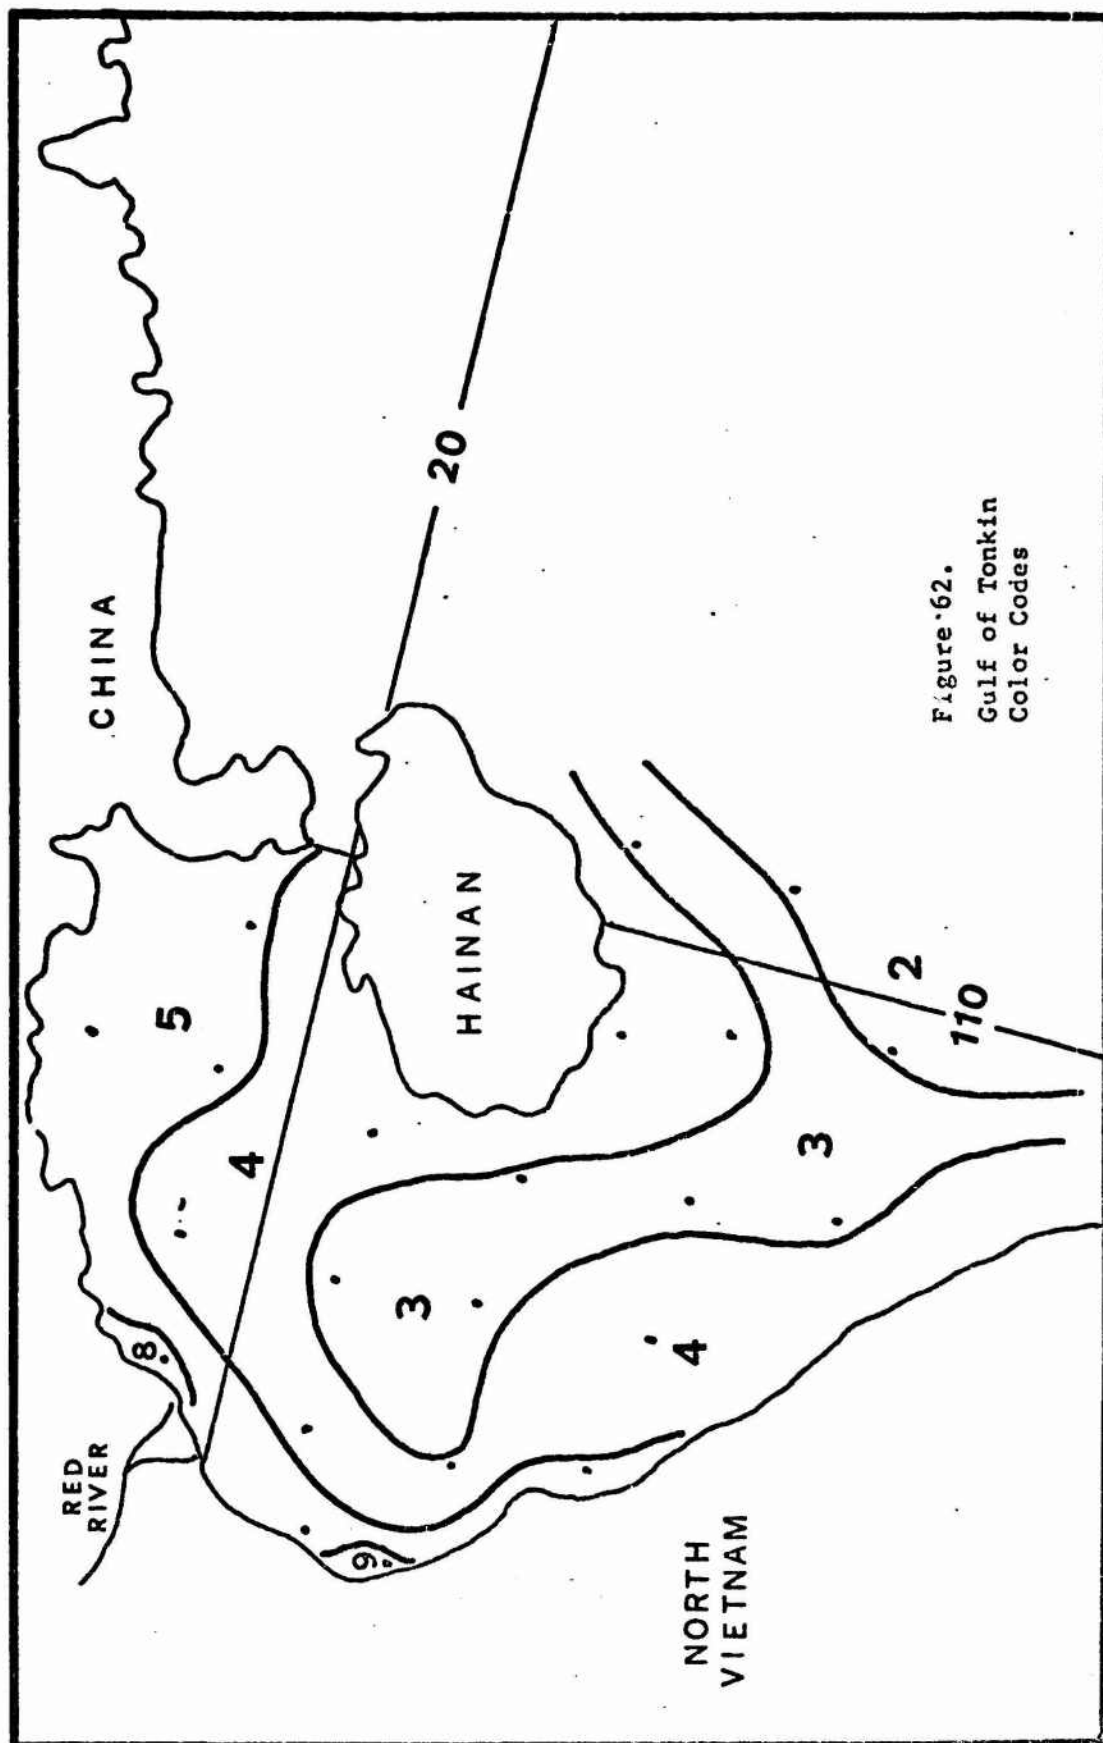 CHINA
RED
RIVER
8
5
4
20
HAINAN
3
4
3
2
110
NORTH
VIETNAM
Figure 62.
Gulf of Tonkin
Color Codes